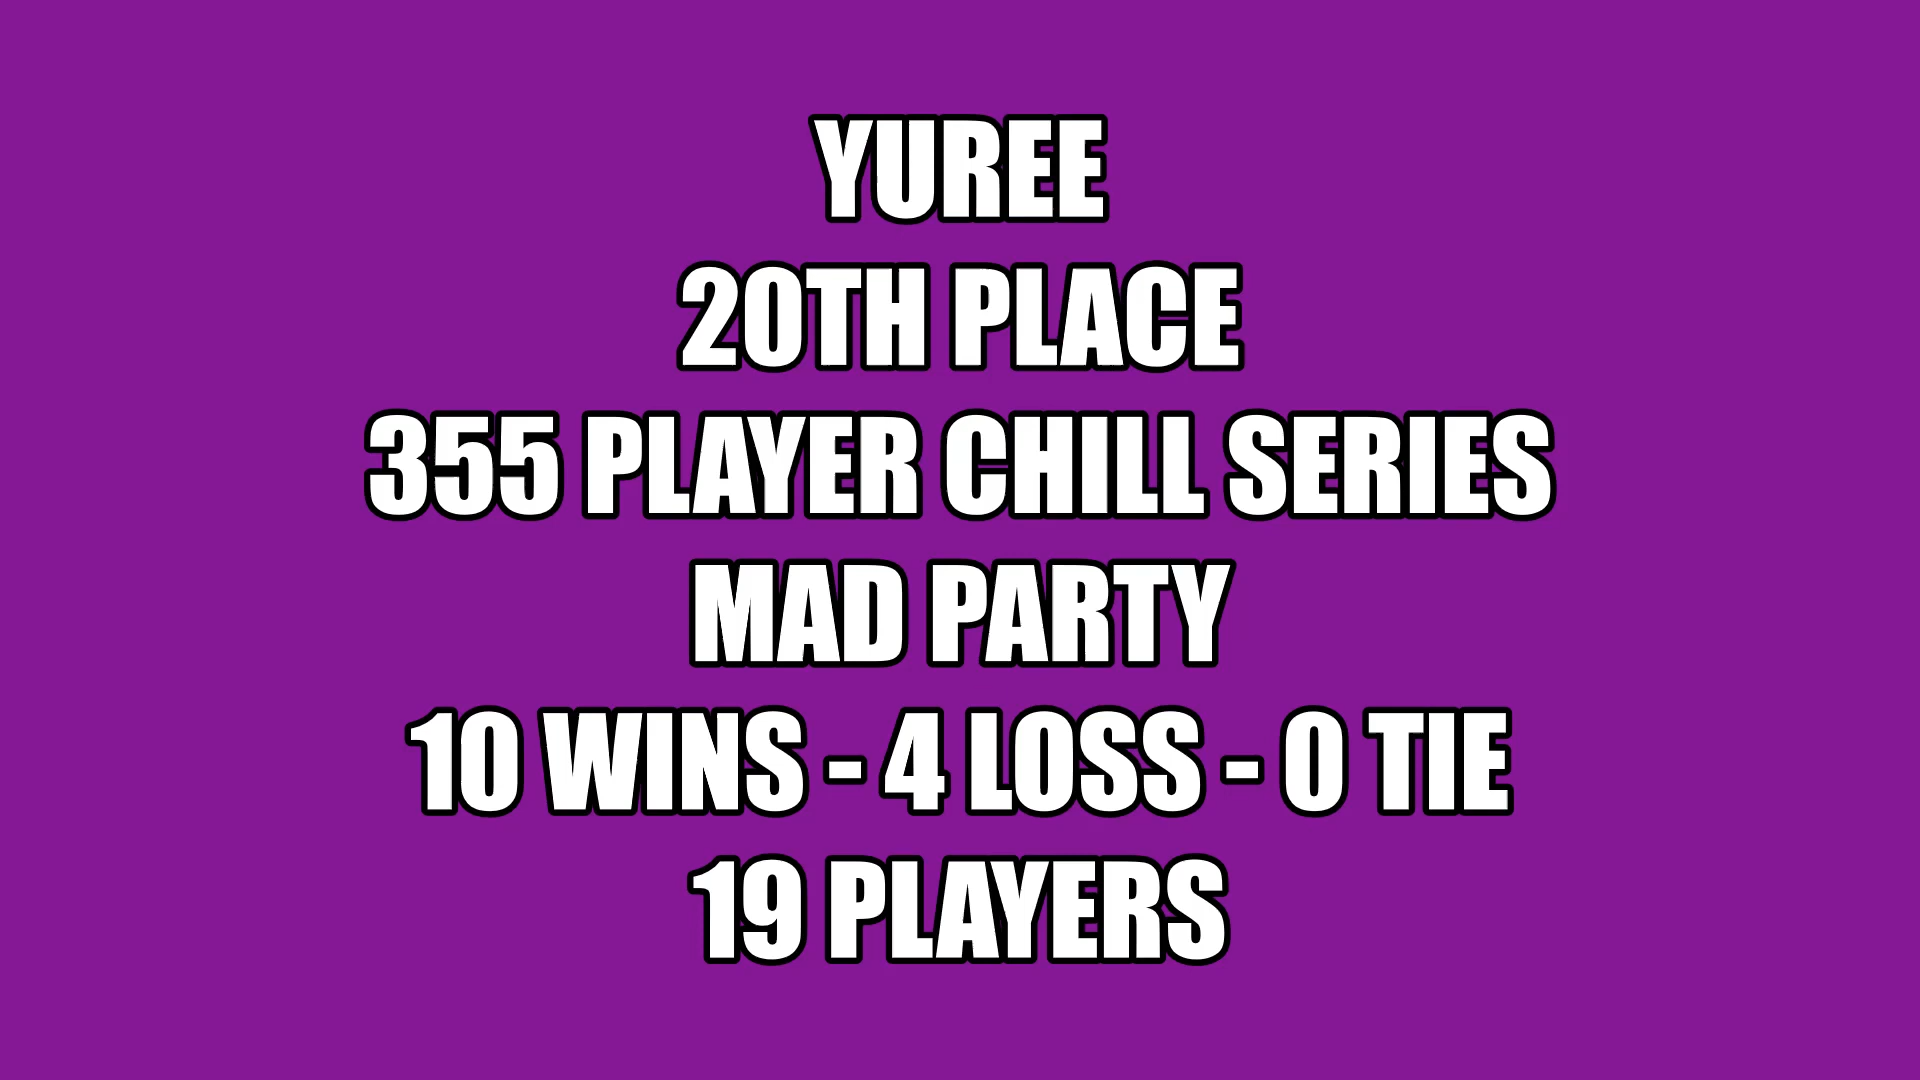 YUREE
20TH PLACE
355 PLAYER CHILL SERIES
MAD PARTY
10 WINS - 4 LOSS - 0 TIE
19 PLAYERS